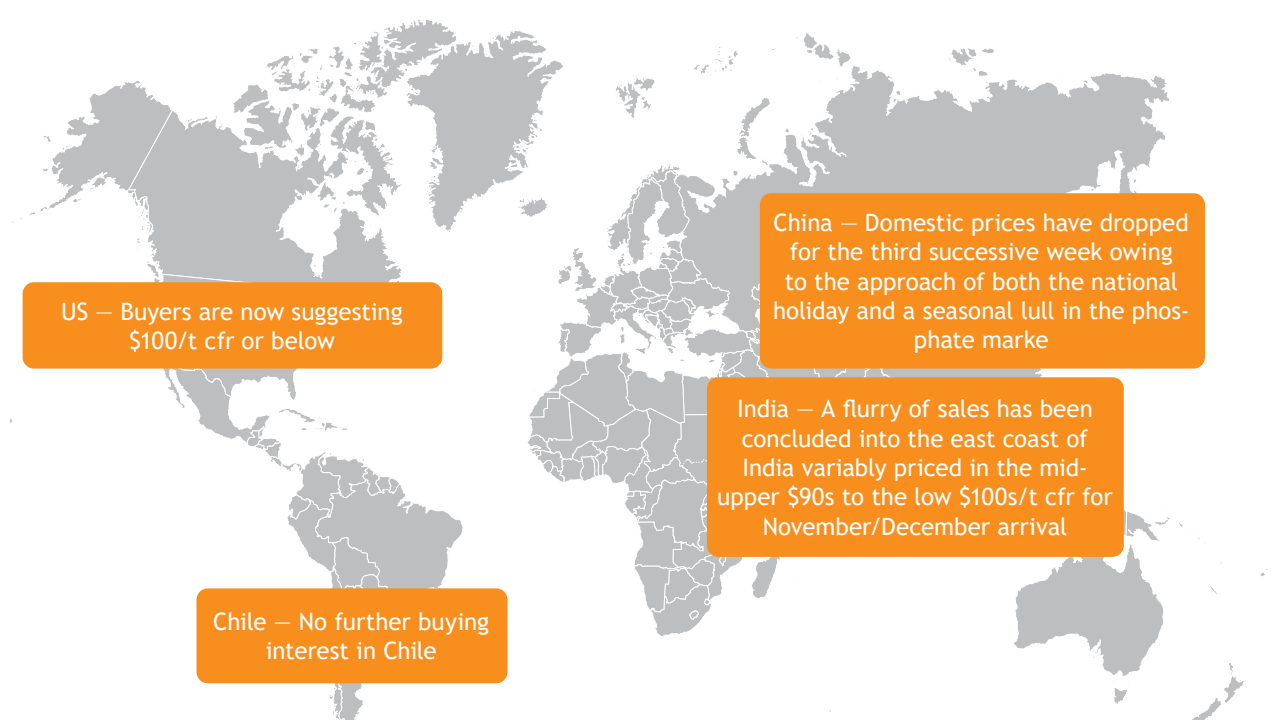 China — Domestic prices have dropped
for the third successive week owing
to the approach of both the national
holiday and a seasonal lull in the phos-
phate marke
US — Buyers are now suggesting
$100/t cfr or below
India — A flurry of sales has been
concluded into the east coast of
India variably priced in the mid-
upper $90s to the low $100s/t cfr for
November/December arrival
Chile — No further buying
interest in Chile